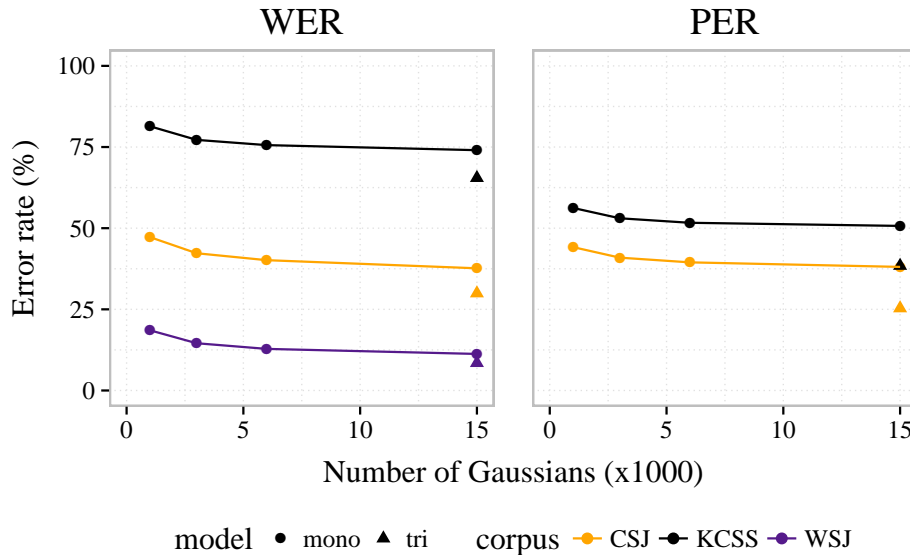 WER PER
100
75
50
25
0
Error rate (%)
0 5 10 15 0 5 10 15
Number of Gaussians (x1000)
model mono tri corpus CSJ KCSS WSJ